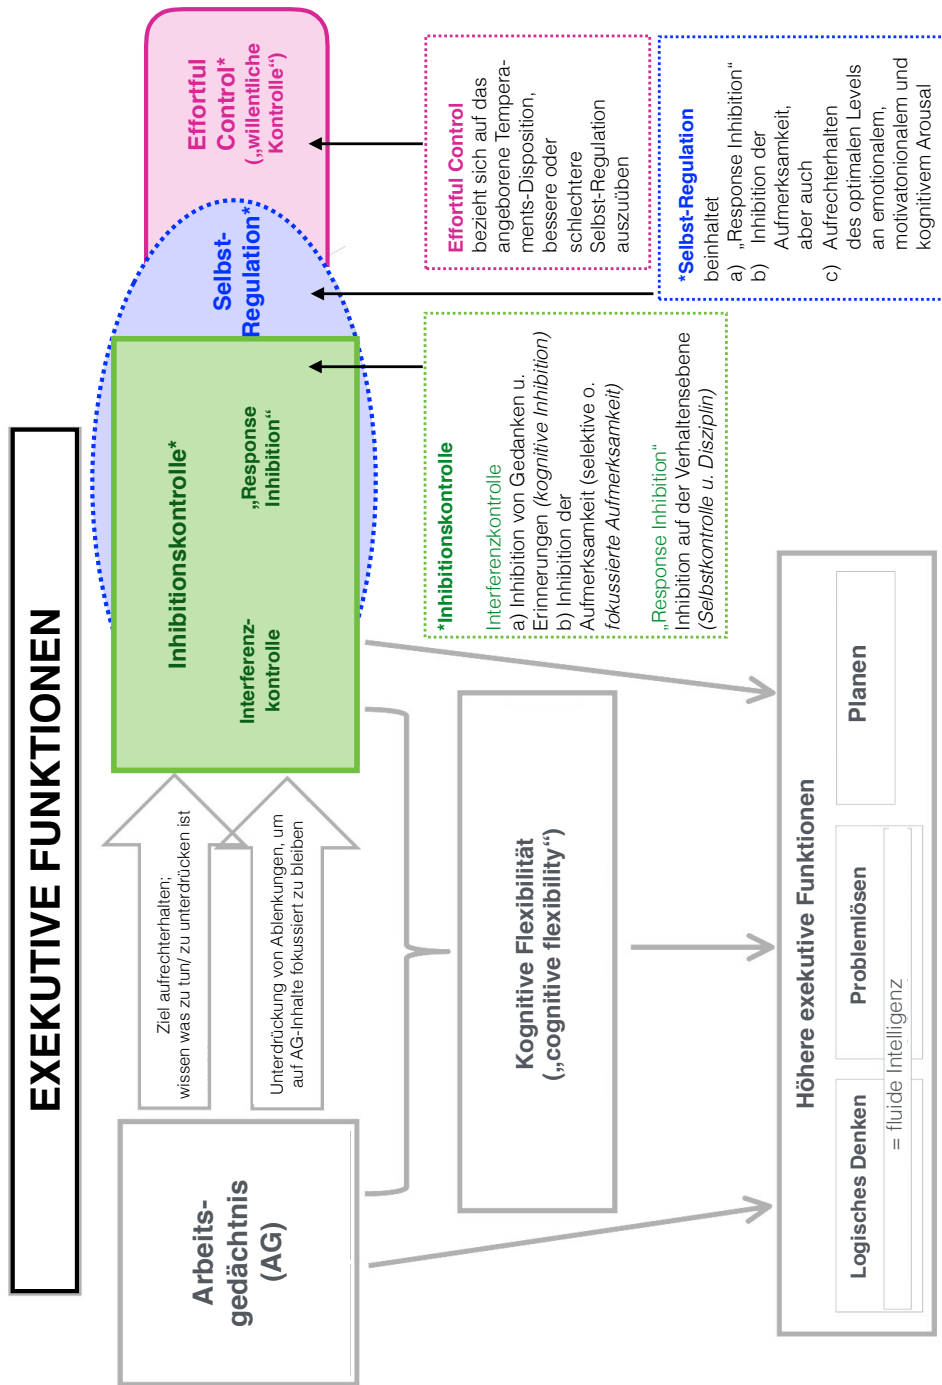 EXEKUTIVE FUNKTIONEN
Arbeits-
gedächtnis
(AG)
Ziel aufrechterhalten;
wissen was zu tun/ zu unterdrücken ist
Unterdrückung von Ablenkungen, um
auf AG-Inhalte fokussiert zu bleiben
Inhibitionskontrolle*
Interferenz-
kontrolle
„Response
Inhibition“
Selbst-
Regulation*
Effortful
Control*
(„willentliche
Kontrolle“)
Kognitive Flexibilität
(„cognitive flexibility“)
*Inhibitionskontrolle
Interferenzkontrolle
a) Inhibition von Gedanken u.
Erinnerungen (kognitive Inhibition)
b) Inhibition der
Aufmerksamkeit (selektive o.
fokussierte Aufmerksamkeit)
„Response Inhibition“
Inhibition auf der Verhaltensebene
(Selbstkontrolle u. Disziplin)
Effortful Control
bezieht sich auf das
angeborene Tempera-
ments-Disposition,
bessere oder
schlechtere
Selbst-Regulation
auszuüben
*Selbst-Regulation
beinhaltet
a) „Response Inhibition“
b) Inhibition der
Aufmerksamkeit,
aber auch
c) Aufrechterhalten
des optimalen Levels
an emotionalem,
motivatonionalem und
kognitivem Arousal
Höhere exekutive Funktionen
Logisches Denken
Problemlösen
Planen
= fluide Intelligenz